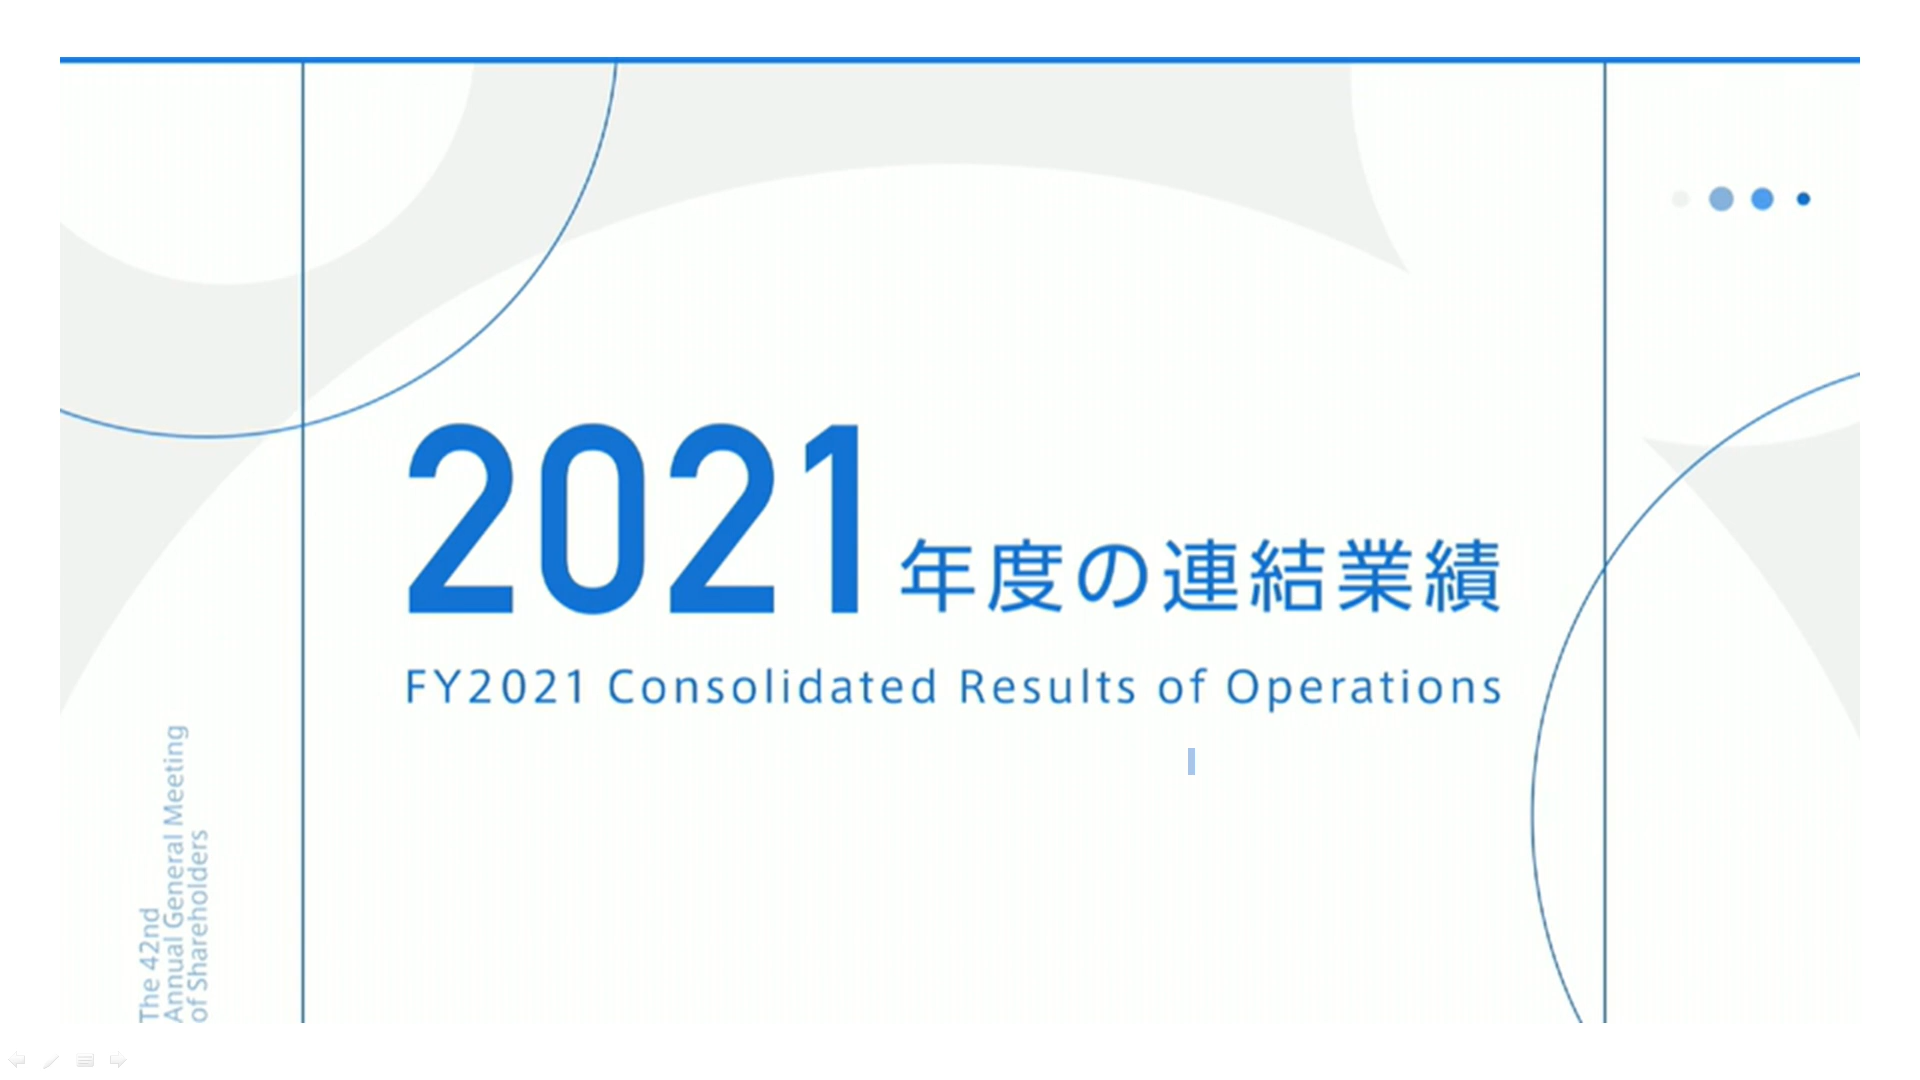 2021年度の連結業績
FY2021 Consolidated Results of Operations
The 42nd
Annual General Meeting
of Shareholders